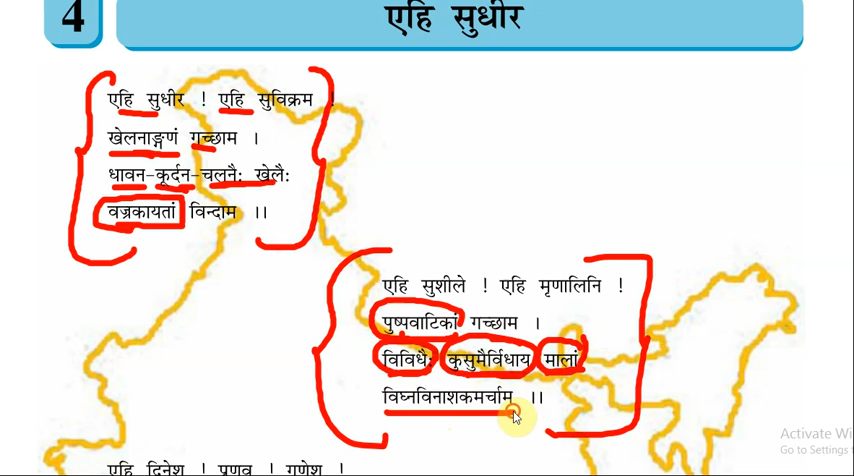 4
एहि सुधीर
एहि सुधीर ! एहि सुविक्रम !
खेलनाङ्गणं गच्छाम ।
धावन-कूर्दन-चलनैः खेलैः
वज्रकायतां विन्दाम ।।
एहि सुशीले ! एहि मृणालिनि !
पुष्पवाटिकां गच्छाम ।
विविधैः कुसुमैर्विधाय मालां
विघ्नविनाशकमर्चाम ।।
एहि दिनेश ! प्रणव ! गणेश !
Activate Wi
Go to Settings